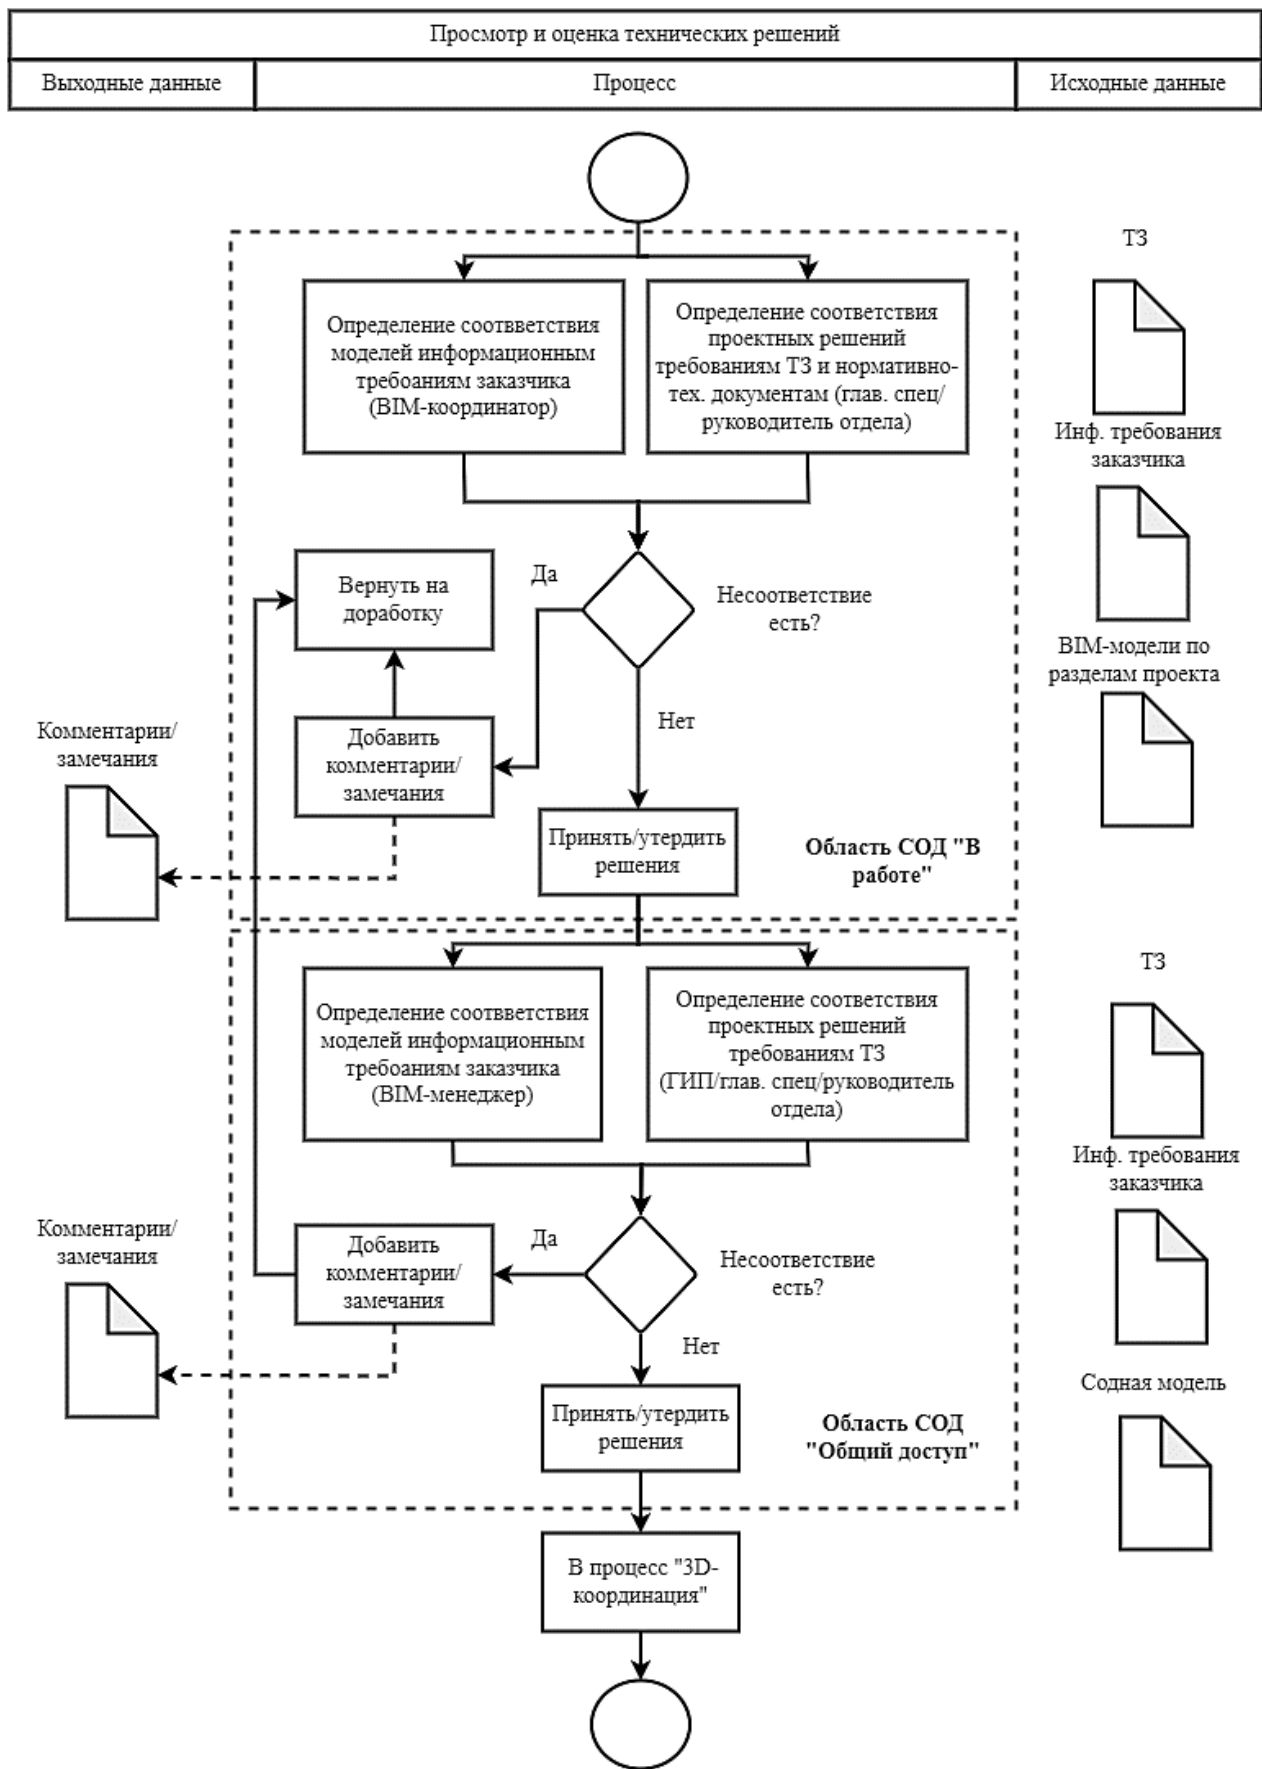 Просмотр и оценка технических решений
Выходные данные
Процесс
Исходные данные
ТЗ
Определение соотвветствия
моделей информационным
требоаниям заказчика
(BIM-координатор)
Определение соответствия
проектных решений
требованиям ТЗ и нормативно-
тех. документам (глав. спец/
руководитель отдела)
Инф. требования
заказчика
Вернуть на
доработку
Да
Несоответствие
есть?
BIM-модели по
разделам проекта
Нет
Комментарии/
замечания
Добавить
комментарии/
замечания
Принять/утердить
решения
Область СОД "В
работе"
ТЗ
Определение соотвветствия
моделей информационным
требоаниям заказчика
(BIM-менеджер)
Определение соответствия
проектных решений
требованиям ТЗ
(ГИП/глав. спец/руководитель
отдела)
Инф. требования
заказчика
Комментарии/
замечания
Добавить
комментарии/
замечания
Да
Несоответствие
есть?
Нет
Содная модель
Принять/утердить
решения
Область СОД
"Общий доступ"
В процесс "3D-
координация"